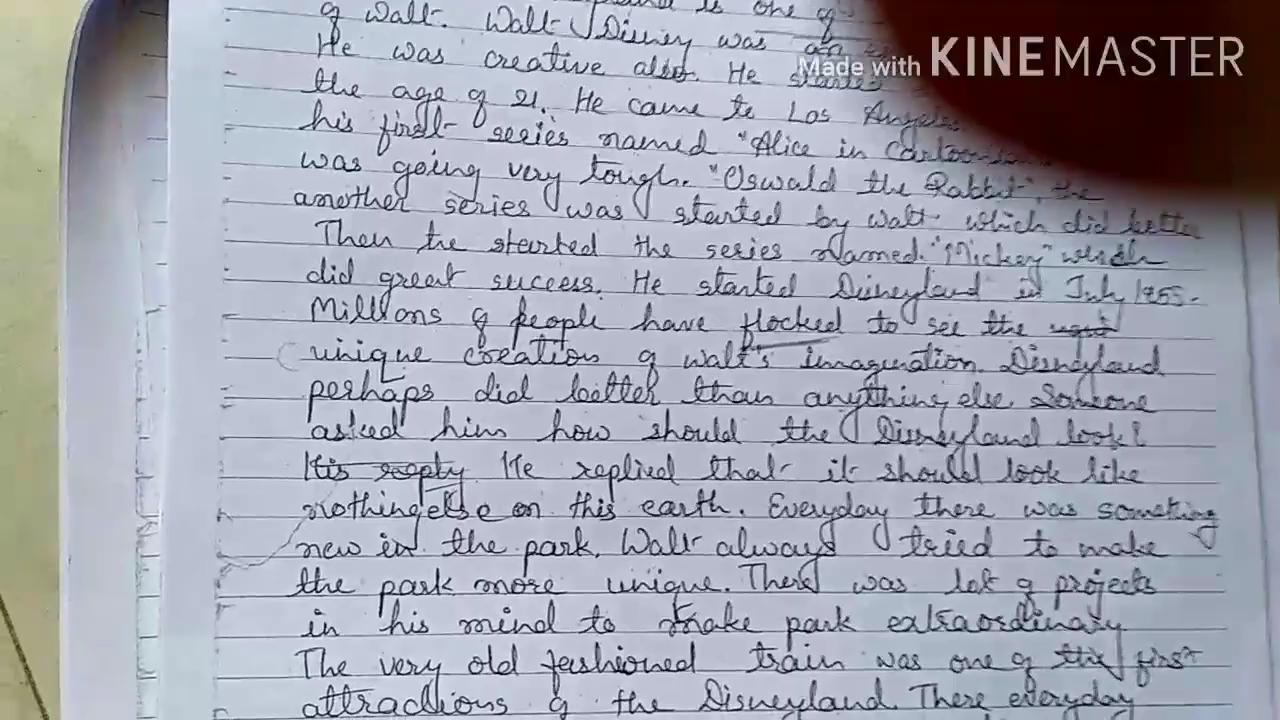 is one of
of Walt. Walt Disney was an
He was creative also. He started
the age of 21. He came to Los Angeles
his first series named "Alice in Cartoon
was going very tough. "Oswald the Rabbit", the
another series was started by Walt which did better
Then he started the series named "Mickey" which
did great success. He started Disneyland in July 1955.
Millions of people have flocked to see the
unique creation of Walt's imagination. Disneyland
perhaps did better than anything else. Someone
asked him how should the Disneyland look?
His reply He replied that it should look like
nothing else on this earth. Everyday there was something
new in the park. Walt always tried to make
the park more unique. There was lot of projects
in his mind to make park extraordinary
The very old fashioned train was one of the first
attractions of the Disneyland. There everyday
Made with KINEMASTER